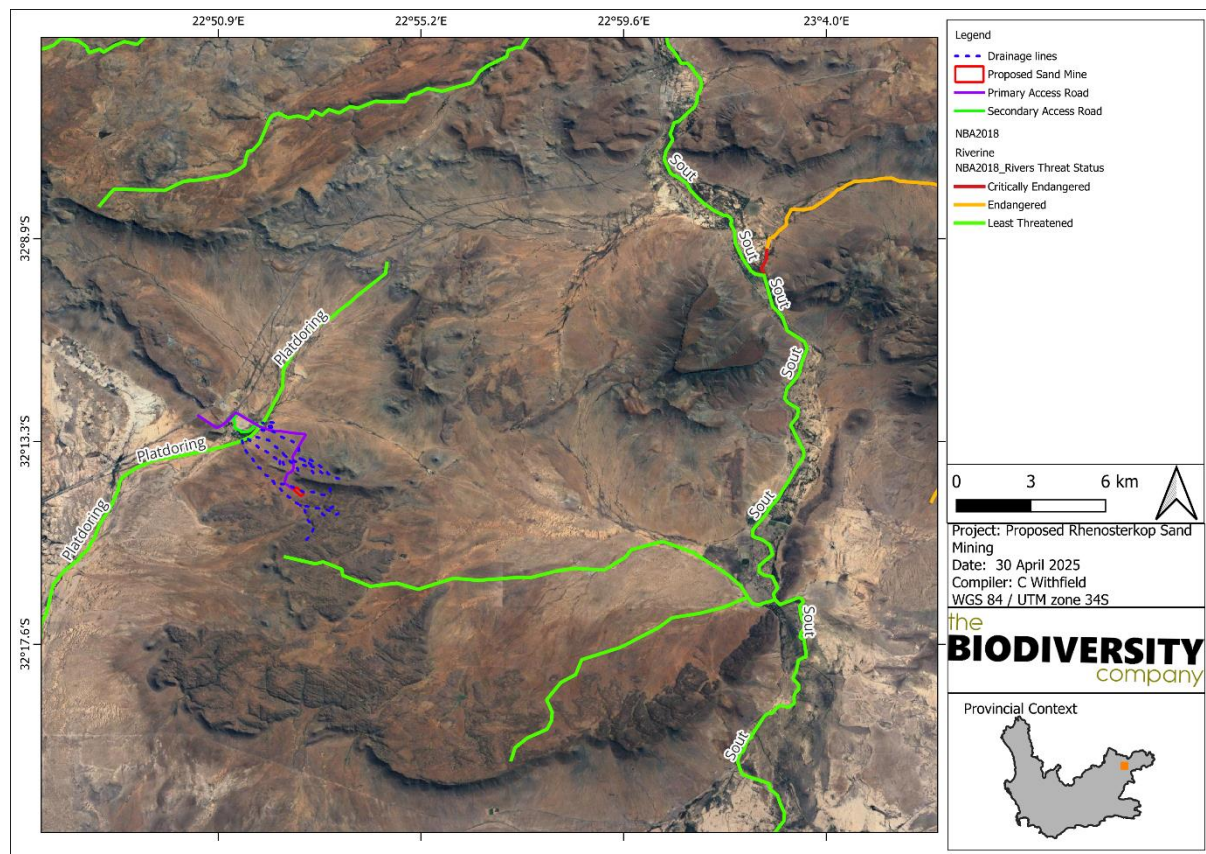 22°50.9′E
22°55.2′E
22°59.6′E
23°4.0′E
32°8.9′S
32°13.3′S
32°17.6′S
Sout
Sout
Sout
Sout
Sout
Sout
Sout
Platdoring
Platdoring
Platdoring
Legend
Drainage lines
Proposed Sand Mine
Primary Access Road
Secondary Access Road
NBA2018
Riverine
NBA2018_Rivers Threat Status
Critically Endangered
Endangered
Least Threatened
0 3 6 km
Project: Proposed Rhenosterkop Sand
Mining
Date: 30 April 2025
Compiler: C Withfield
WGS 84 / UTM zone 34S
the
BIODIVERSITY
company
Provincial Context